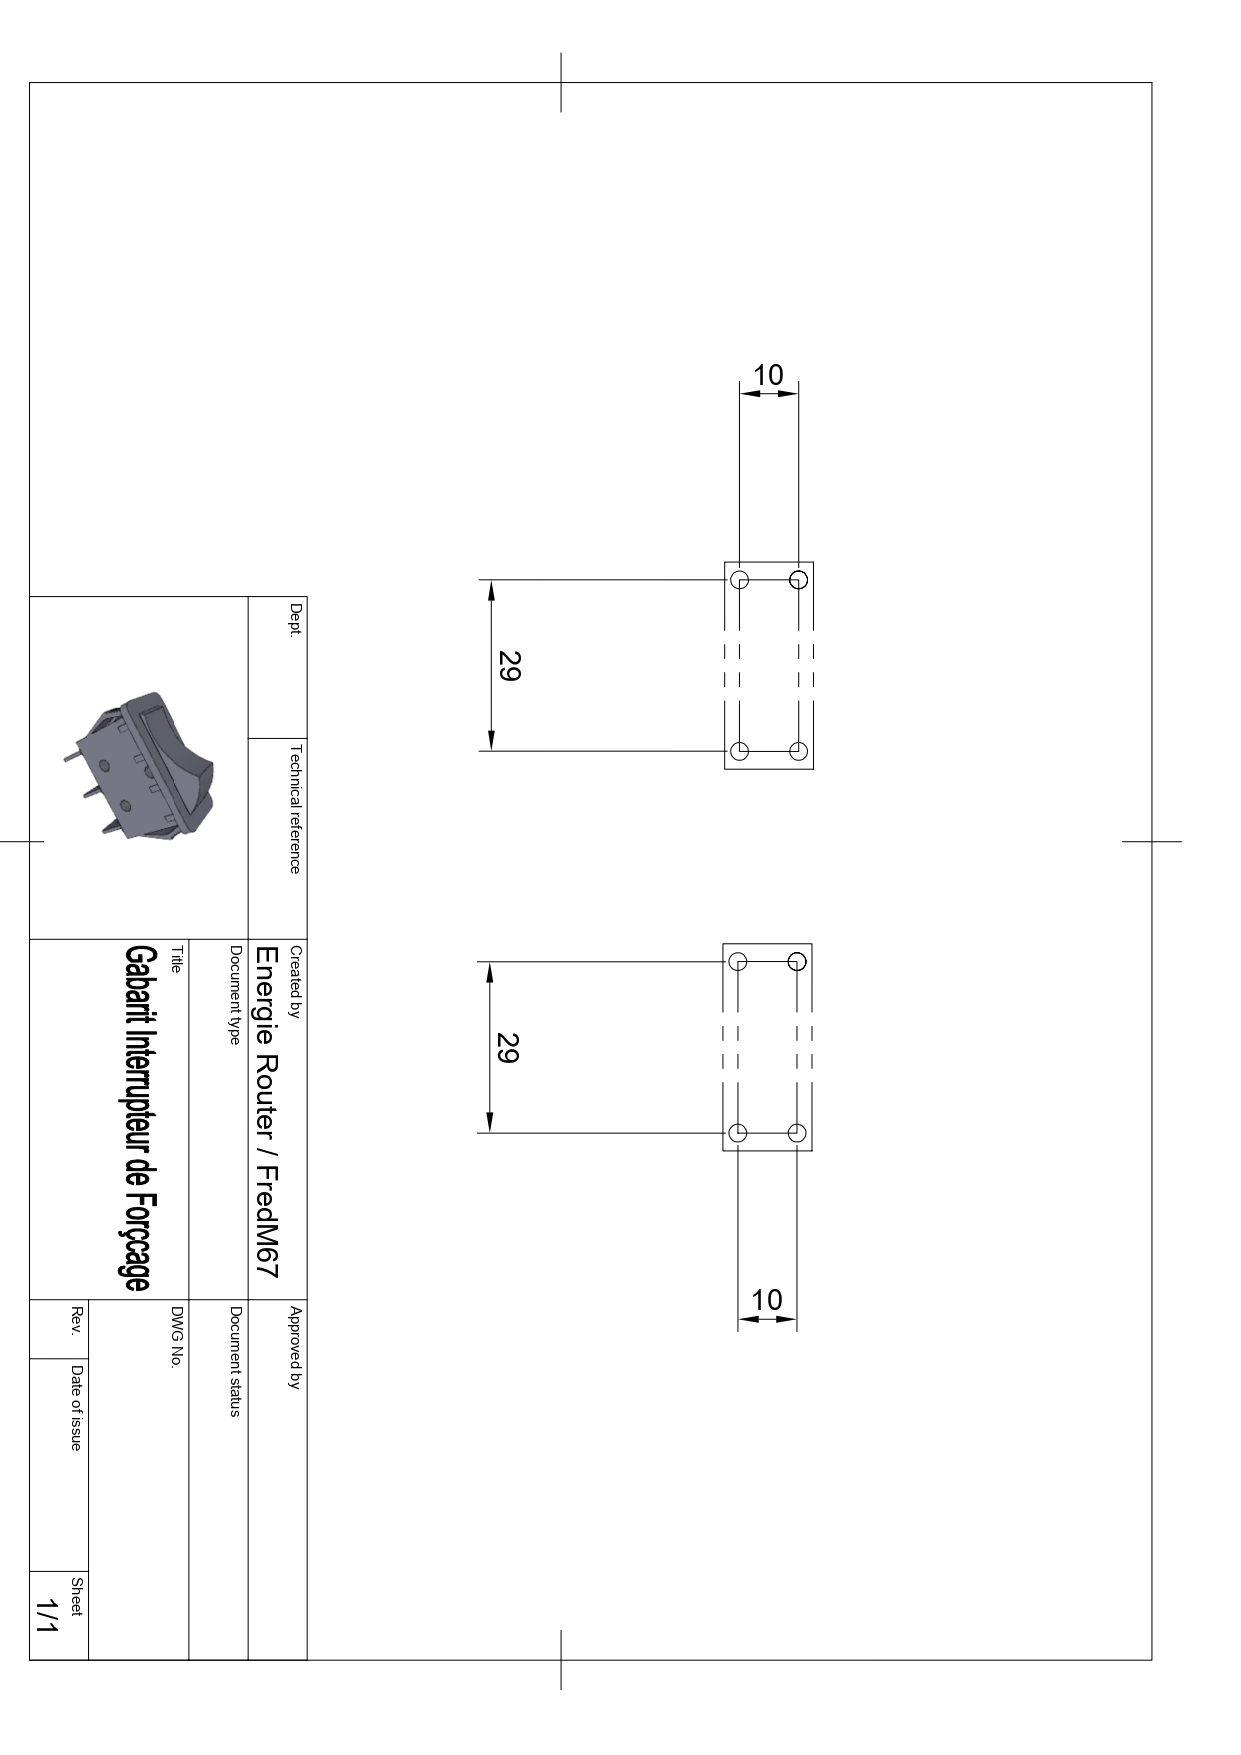 10
29
29
10
Dept.
Technical reference
Created by
Energie Router / FredM67
Approved by
Document type
Document status
Title
Gabarit Interrupteur de Forçcage
DWG No.
Rev.
Date of issue
Sheet
1/1